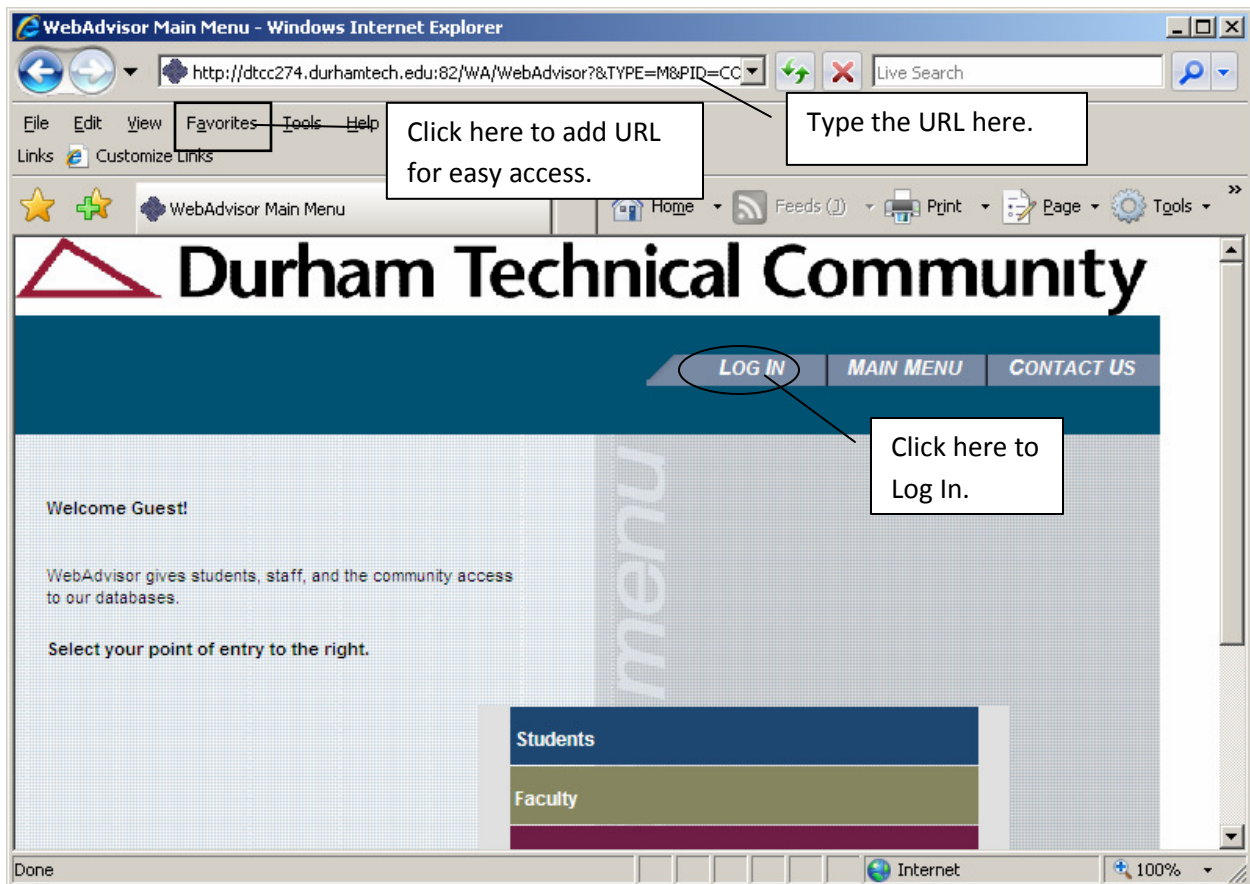 WebAdvisor Main Menu - Windows Internet Explorer
http://dtcc274.durhamtech.edu:82/WA/WebAdvisor?&TYPE=M&PID=CO
Live Search
File Edit View Favorites Tools Help
Links Customize Links
Click here to add URL
for easy access.
Type the URL here.
WebAdvisor Main Menu
Home Feeds (J) Print Page Tools »
Durham Technical Community
LOG IN MAIN MENU CONTACT US
Click here to
Log In.
menu
Welcome Guest!
WebAdvisor gives students, staff, and the community access
to our databases.
Select your point of entry to the right.
Students
Faculty
Done Internet 100%